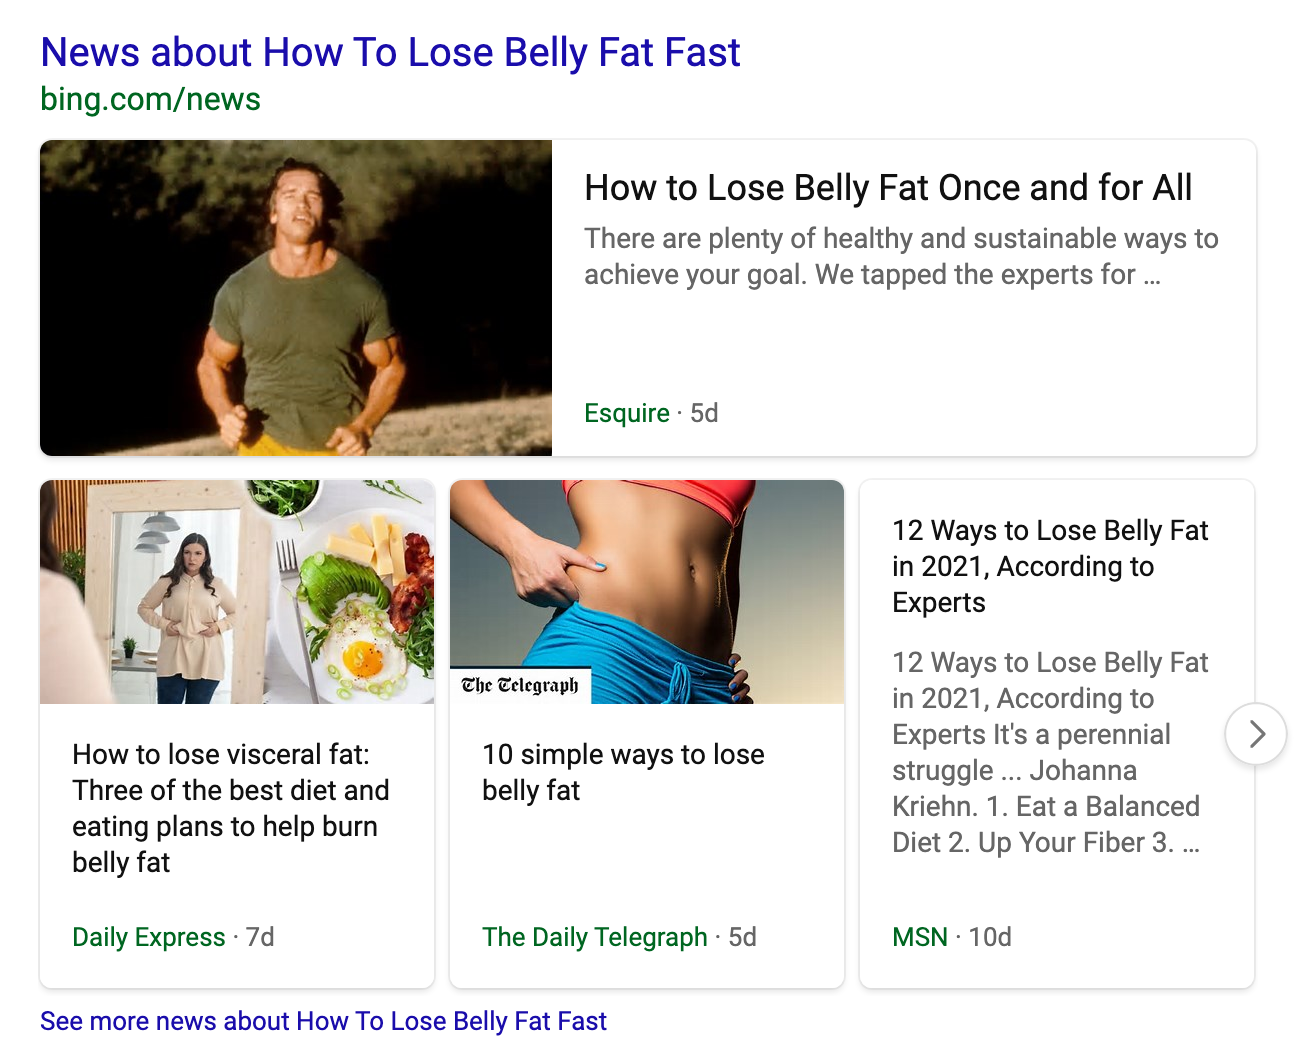 News about How To Lose Belly Fat Fast
bing.com/news
How to Lose Belly Fat Once and for All
There are plenty of healthy and sustainable ways to
achieve your goal. We tapped the experts for ...
Esquire · 5d
How to lose visceral fat:
Three of the best diet and
eating plans to help burn
belly fat
Daily Express · 7d
The Telegraph
10 simple ways to lose
belly fat
The Daily Telegraph · 5d
12 Ways to Lose Belly Fat
in 2021, According to
Experts
12 Ways to Lose Belly Fat
in 2021, According to
Experts It's a perennial
struggle ... Johanna
Kriehn. 1. Eat a Balanced
Diet 2. Up Your Fiber 3. ...
MSN · 10d
See more news about How To Lose Belly Fat Fast